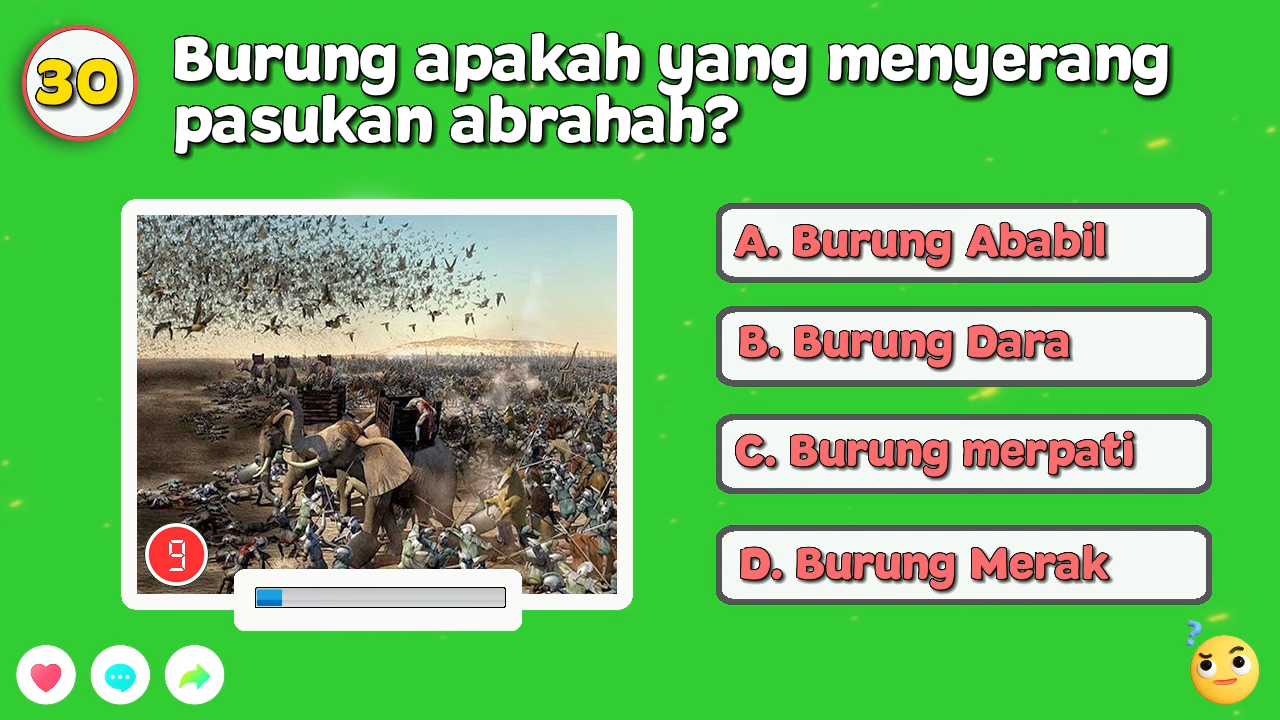 30
Burung apakah yang menyerang
pasukan abrahah?
A. Burung Ababil
B. Burung Dara
C. Burung merpati
D. Burung Merak
9
?